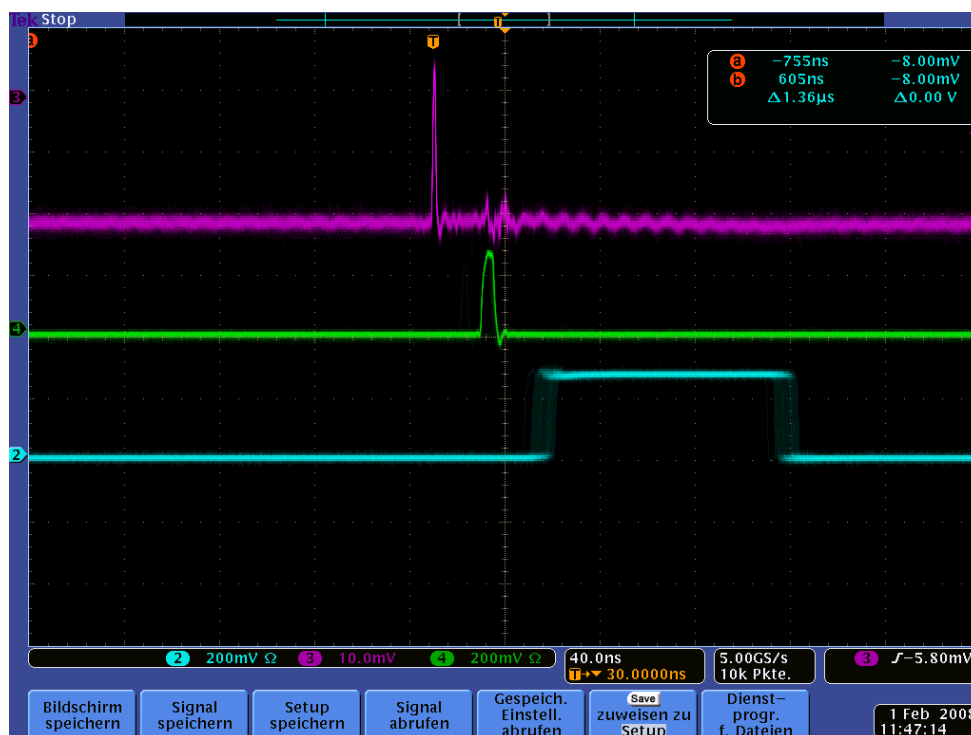 Tek Stop
T
T
a
a −755ns −8.00mV
b 605ns −8.00mV
Δ1.36μs Δ0.00 V
3
4
2
2 200mV Ω 3 10.0mV 4 200mV Ω
40.0ns
T→▼ 30.0000ns
5.00GS/s
10k Pkte.
3 ∫−5.80mV
Bildschirm
speichern
Signal
speichern
Setup
speichern
Signal
abrufen
Gespeich.
Einstell.
abrufen
Save
zuweisen zu
Setup
Dienst−
progr.
f. Dateien
1 Feb 2008
11:47:14